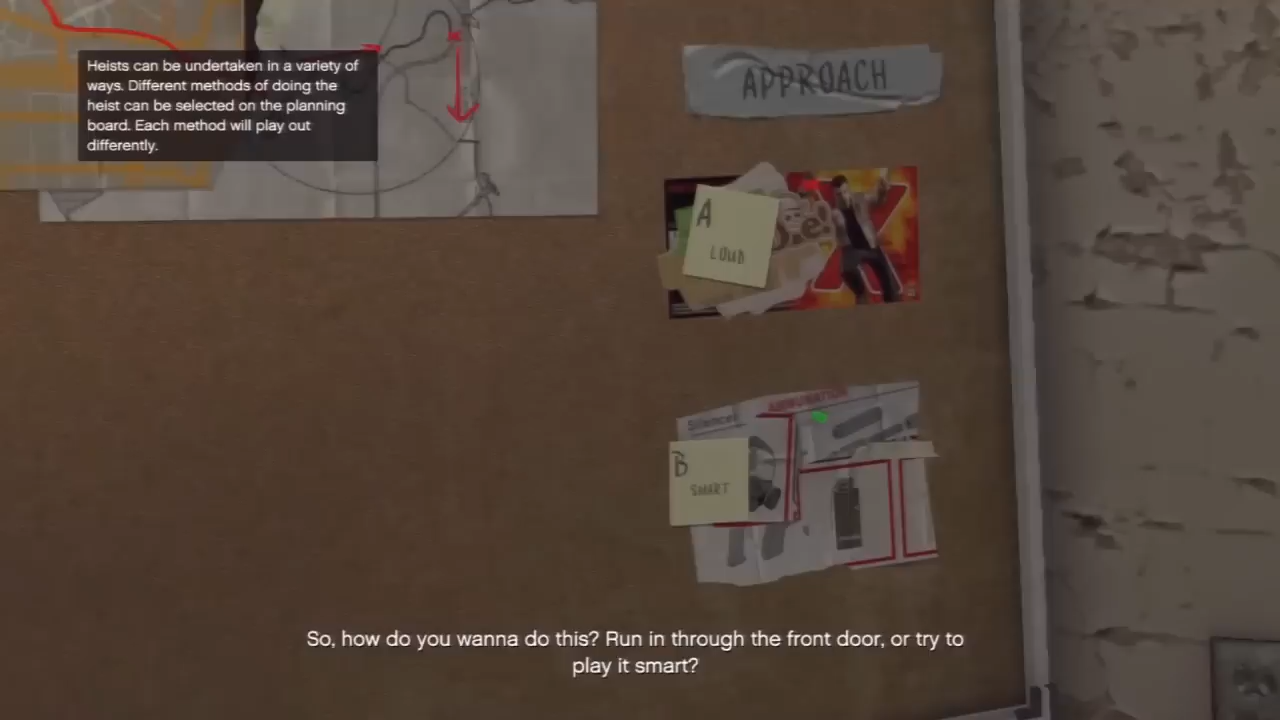 Heists can be undertaken in a variety of
ways. Different methods of doing the
heist can be selected on the planning
board. Each method will play out
differently.
APPROACH
A
LOUD
B
SMART
So, how do you wanna do this? Run in through the front door, or try to
play it smart?